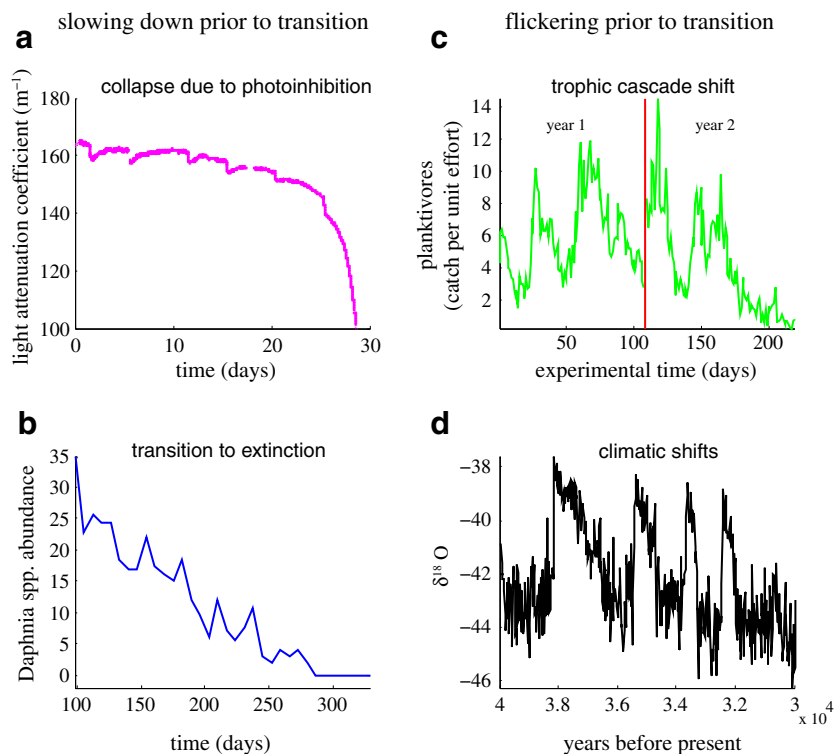 slowing down prior to transition
flickering prior to transition
a
collapse due to photoinhibition
light attenuation coefficient (m⁻¹)
180
160
140
120
100
0
10
20
30
time (days)
c
trophic cascade shift
year 1
year 2
planktivores
(catch per unit effort)
14
12
10
8
6
4
2
50
100
150
200
experimental time (days)
b
transition to extinction
Daphnia spp. abundance
35
30
25
20
15
10
5
0
100
200
300
time (days)
d
climatic shifts
δ¹⁸ O
−38
−40
−42
−44
−46
4
3.8
3.6
3.4
3.2
3
x 10⁴
years before present